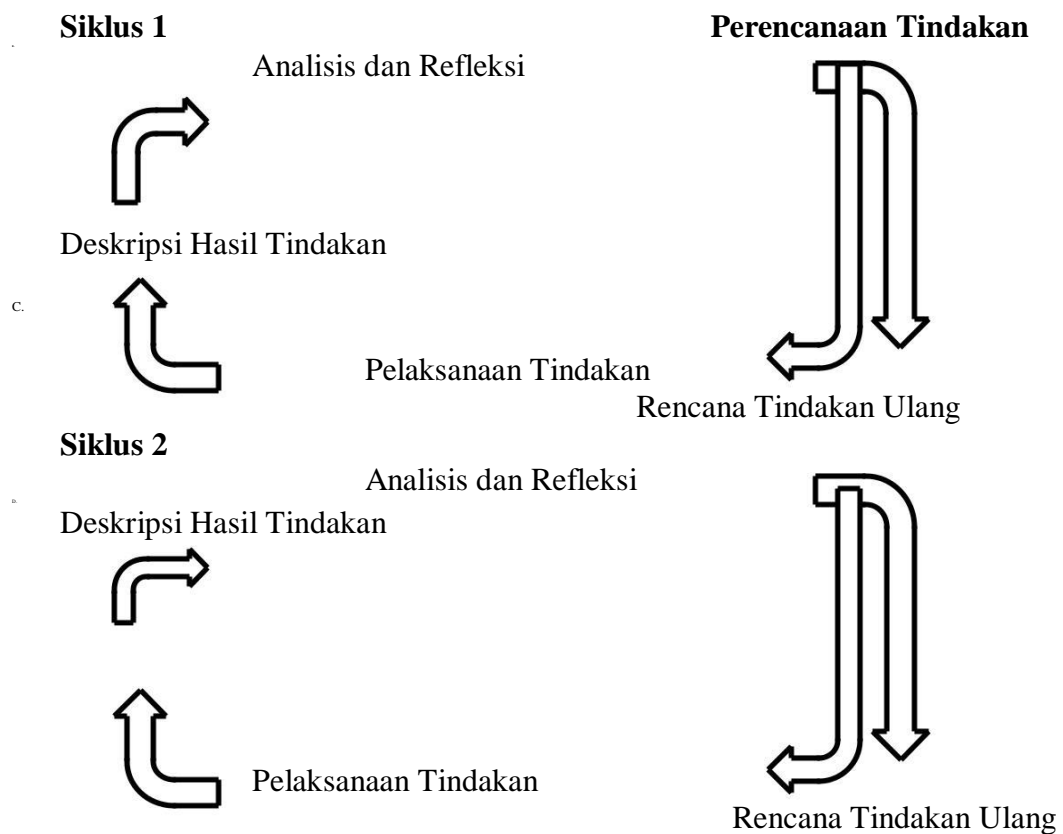 Siklus 1 Perencanaan Tindakan
Analisis dan Refleksi
Deskripsi Hasil Tindakan
C.
Pelaksanaan Tindakan
Rencana Tindakan Ulang
Siklus 2
Analisis dan Refleksi
Deskripsi Hasil Tindakan
Pelaksanaan Tindakan
Rencana Tindakan Ulang